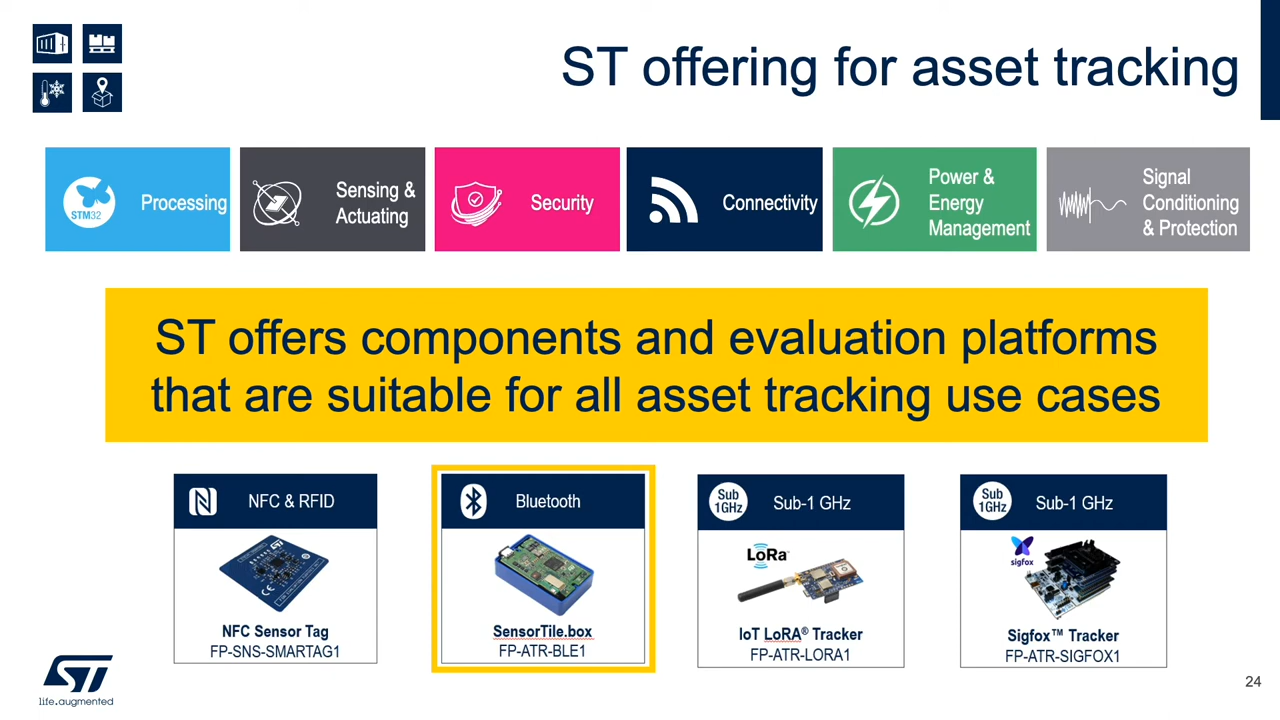 ST offering for asset tracking
STM32
Processing
Sensing &
Actuating
Security
Connectivity
Power &
Energy
Management
Signal
Conditioning
& Protection
ST offers components and evaluation platforms
that are suitable for all asset tracking use cases
NFC & RFID
NFC Sensor Tag
FP-SNS-SMARTAG1
Bluetooth
SensorTile.box
FP-ATR-BLE1
Sub
1GHz
Sub-1 GHz
LoRa
IoT LoRA® Tracker
FP-ATR-LORA1
Sub
1GHz
Sub-1 GHz
sigfox
Sigfox™ Tracker
FP-ATR-SIGFOX1
ST
life.augmented
24